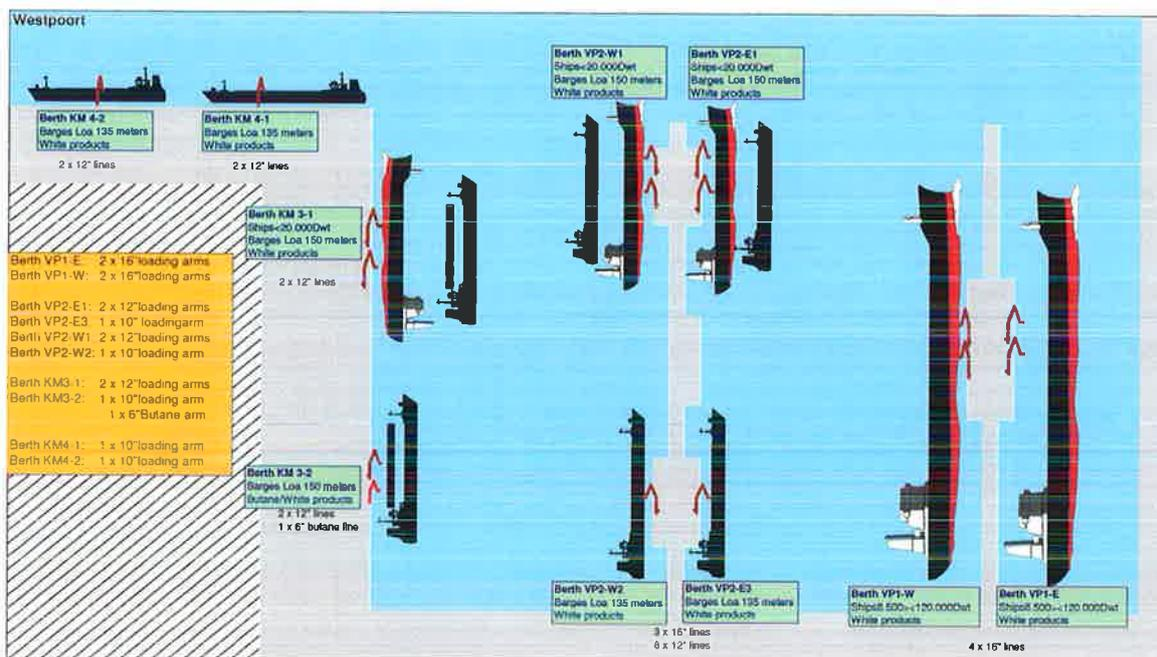 Westpoort
Berth KM 4-2
Barges Loa 135 meters
White products
2 x 12" lines
Berth KM 4-1
Barges Loa 135 meters
White products
2 x 12" lines
Berth VP2-W1
Ships<20.000Dwt
Barges Loa 150 meters
White products
Berth VP2-E1
Ships<20.000Dwt
Barges Loa 150 meters
White products
Berth KM 3-1
Ships<20.000Dwt
Barges Loa 150 meters
White products
2 x 12" lines
Berth VP1-E 2 x 16"loading arms
Berth VP1-W: 2 x 16"loading arms
Berth VP2-E1: 2 x 12"loading arms
Berth VP2-E3. 1 x 10" loadingarm
Berth VP2-W1. 2 x 12"loading arms
Berth VP2-W2: 1 x 10"loading arm
Berth KM3-1: 2 x 12"loading arms
Berth KM3-2: 1 x 10"loading arm
1 x 6"Butane arm
Berth KM4-1: 1 x 10"loading arm
Berth KM4-2: 1 x 10"loading arm
Berth KM 3-2
Barges Loa 150 meters
Butane/White products
2 x 12" lines
1 x 6" butane line
Berth VP2-W2
Barges Loa 135 meters
White products
Berth VP2-E3
Barges Loa 135 meters
White products
3 x 16" lines
8 x 12" lines
Berth VP1-W
Ships8.500><120.000Dwt
White products
Berth VP1-E
Ships8.500><120.000Dwt
White products
4 x 16" lines